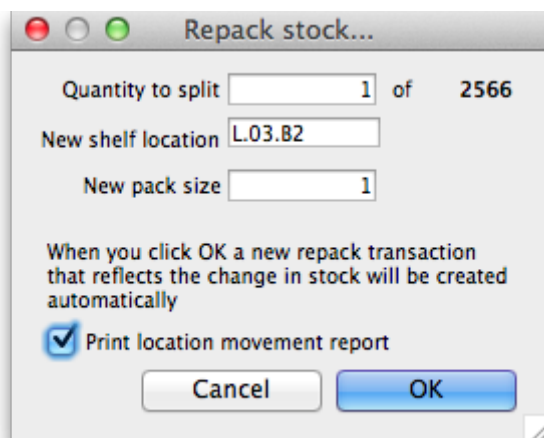 Repack stock...
Quantity to split 1 of 2566
New shelf location L.03.B2
New pack size 1
When you click OK a new repack transaction
that reflects the change in stock will be created
automatically
Print location movement report
Cancel OK